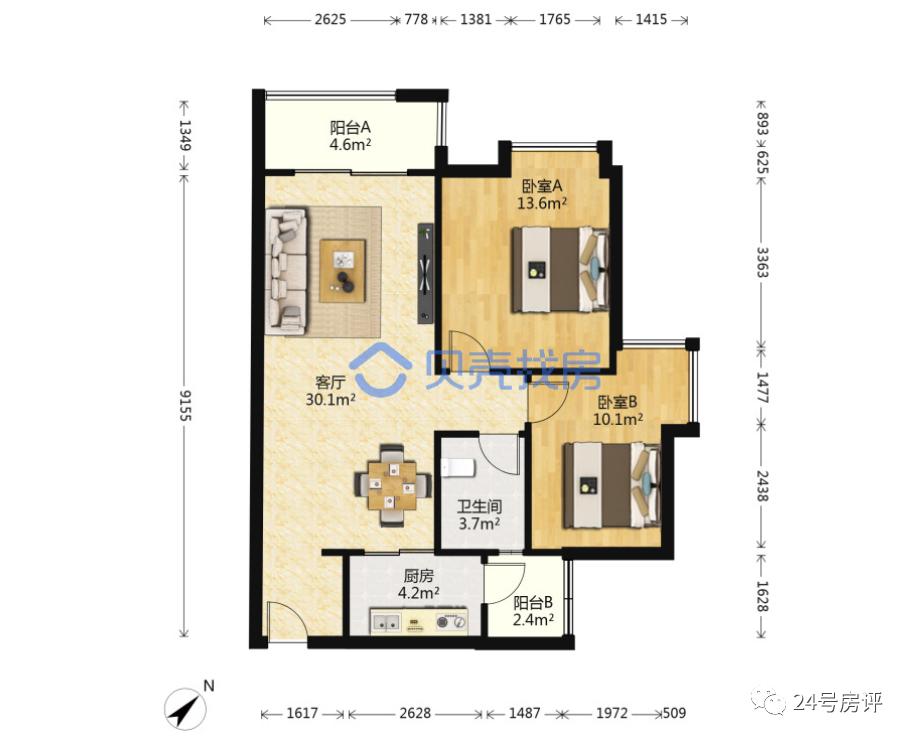 2625 778 1381 1765 1415
阳台A
4.6m²
卧室A
13.6m²
客厅
30.1m²
卧室B
10.1m²
卫生间
3.7m²
厨房
4.2m²
阳台B
2.4m²
贝壳找房
1349
9155
893
625
3363
1477
2438
1628
N
1617 2628 1487 1972 509
24号房评